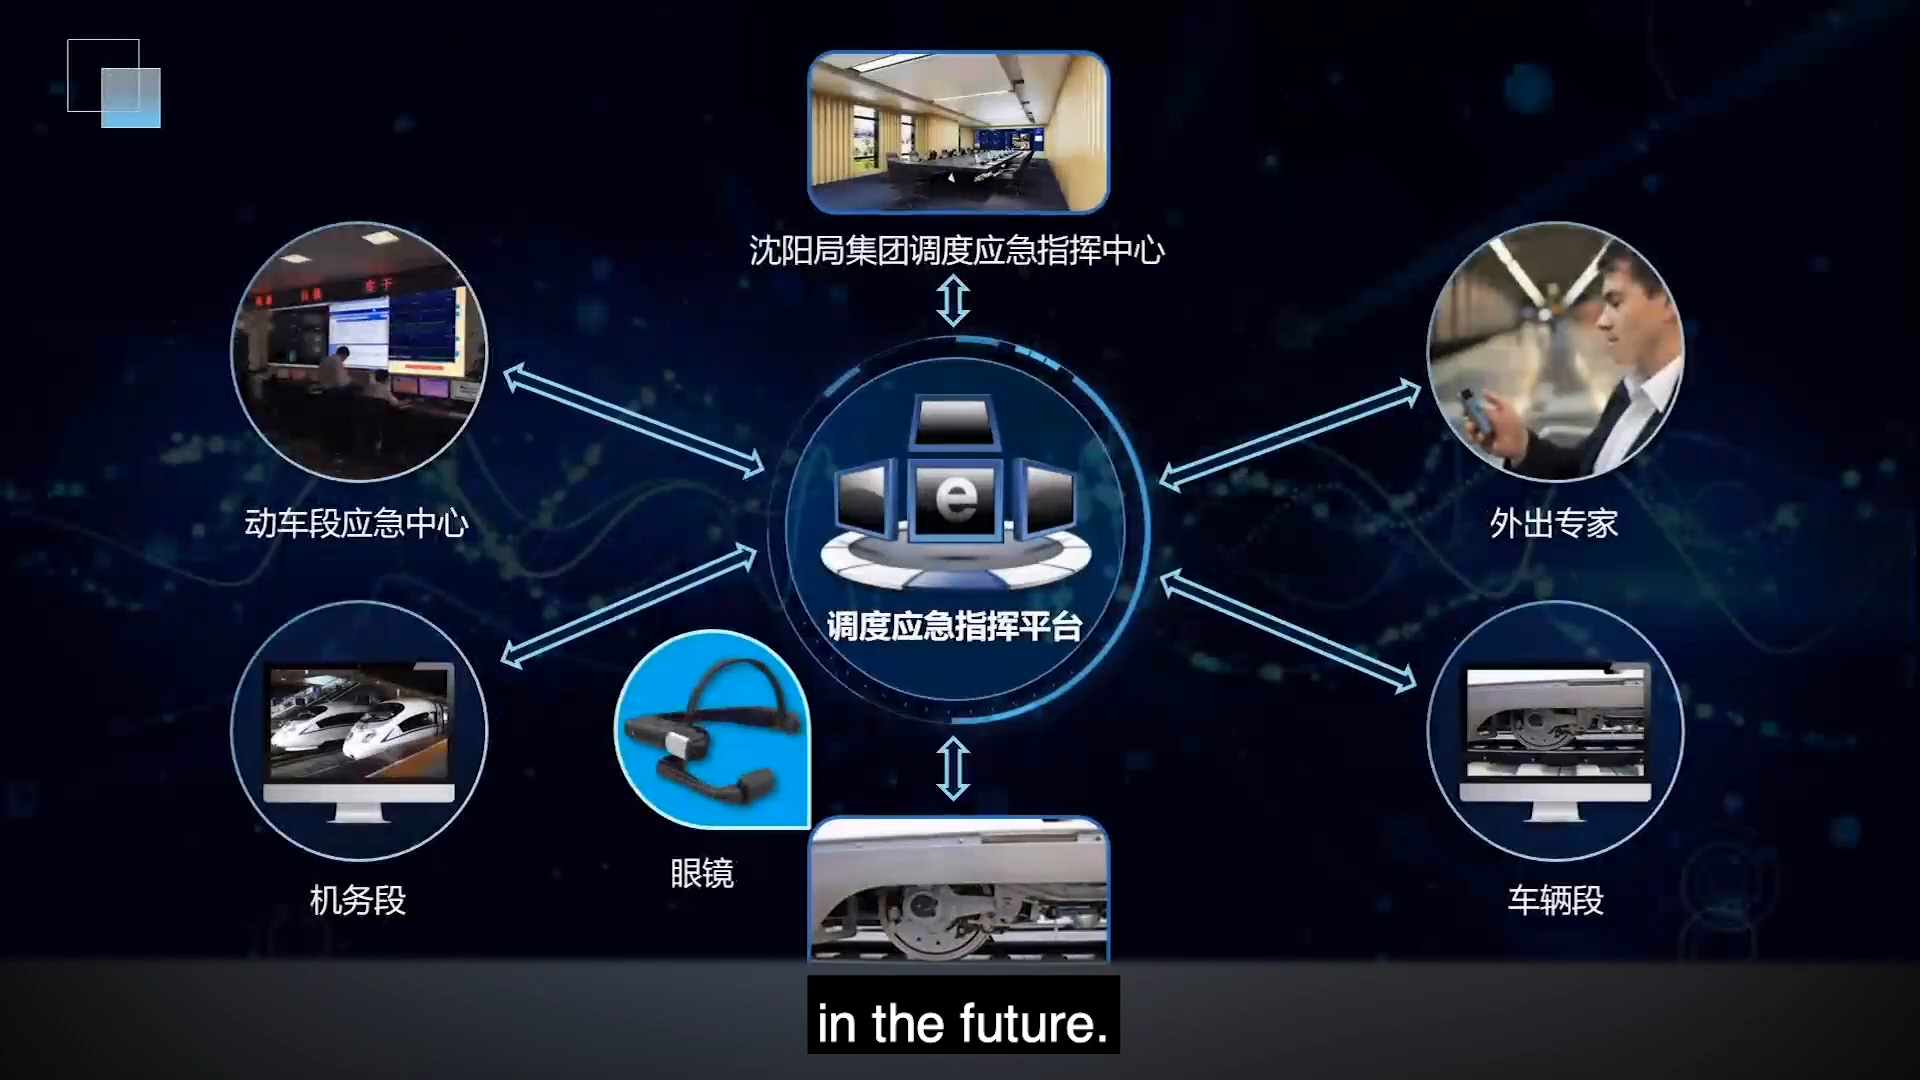 沈阳局集团调度应急指挥中心
动车段应急中心
外出专家
e
调度应急指挥平台
机务段
眼镜
车辆段
in the future.